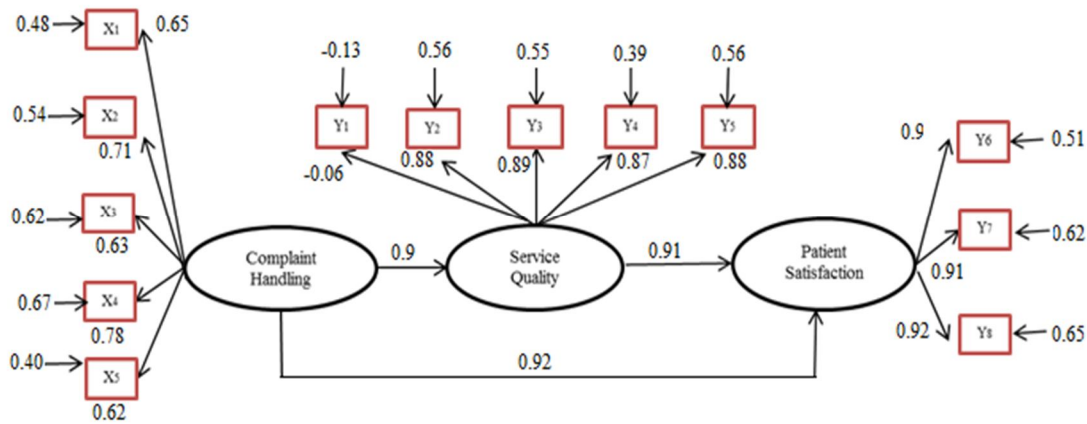 0.48
X1
0.65
0.54
X2
0.71
0.62
X3
0.63
0.67
X4
0.78
0.40
X5
0.62
-0.13
0.56
0.55
0.39
0.56
Y1
Y2
Y3
Y4
Y5
-0.06
0.88
0.89
0.87
0.88
Complaint
Handling
0.9
Service
Quality
0.91
Patient
Satisfaction
0.92
0.9
Y6
0.51
Y7
0.62
0.91
0.92
Y8
0.65